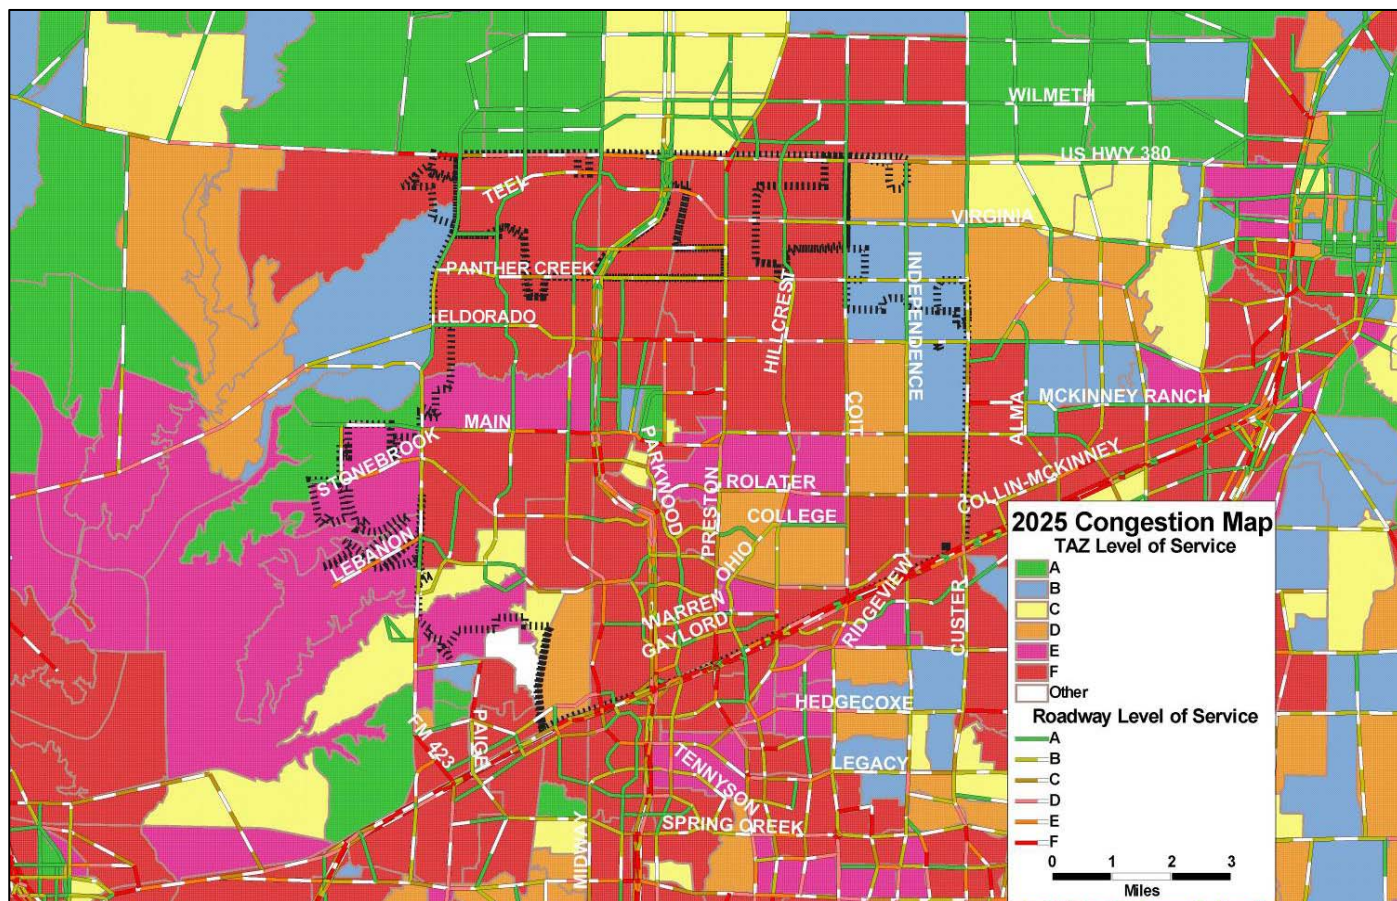 WILMETH
US HWY 380
TEEL
VIRGINIA
PANTHER CREEK
HILLCREST
INDEPENDENCE
ELDORADO
MAIN
COIT
ALMA
MCKINNEY RANCH
STONEBROOK
PARKWOOD
PRESTON
ROLATER
COLLEGE
COLLIN-MCKINNEY
LEBANON
OHIO
WARREN
GAYLORD
RIDGEVIEW
CUSTER
HEDGECOXE
FM 423
PAIGE
TENNYSON
LEGACY
SPRING CREEK
MIDWAY
2025 Congestion Map
TAZ Level of Service
A
B
C
D
E
F
Other
Roadway Level of Service
A
B
C
D
E
F
0 1 2 3
Miles